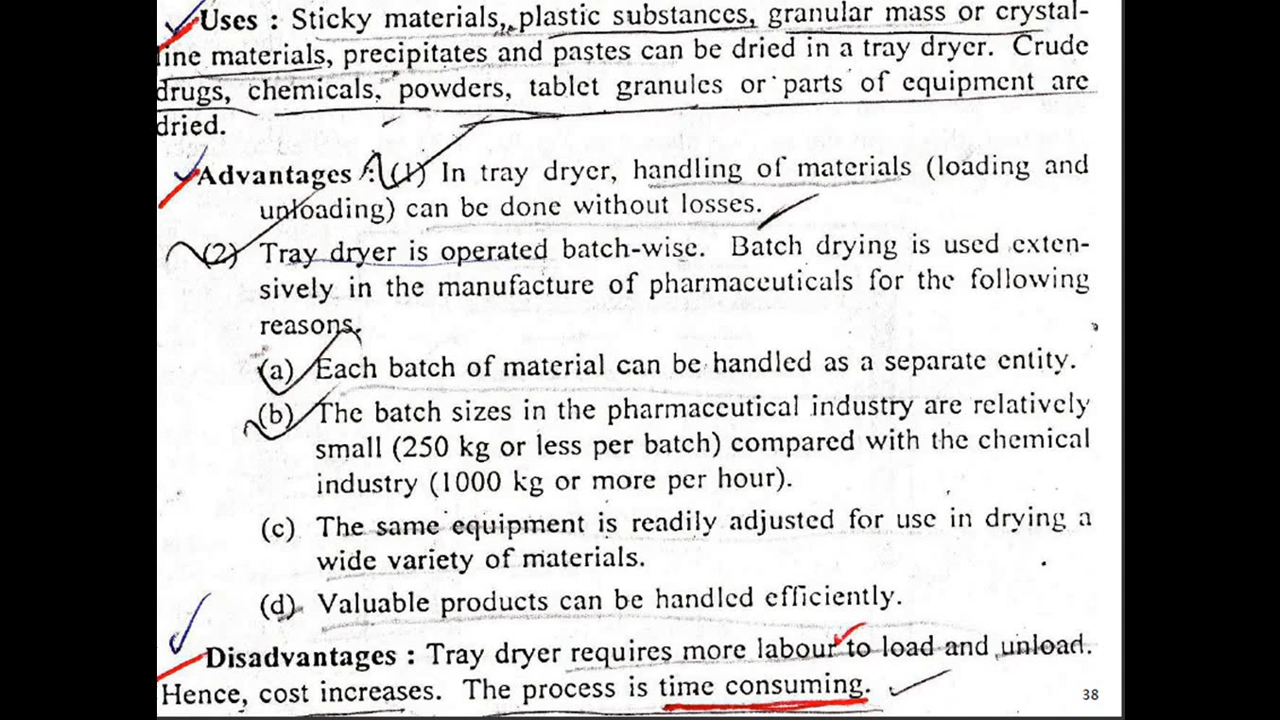 Uses : Sticky materials, plastic substances, granular mass or crystal-
line materials, precipitates and pastes can be dried in a tray dryer. Crude
drugs, chemicals, powders, tablet granules or parts of equipment are
dried.
Advantages : (1) In tray dryer, handling of materials (loading and
unloading) can be done without losses.
(2) Tray dryer is operated batch-wise. Batch drying is used exten-
sively in the manufacture of pharmaceuticals for the following
reasons.
(a) Each batch of material can be handled as a separate entity.
(b) The batch sizes in the pharmaceutical industry are relatively
small (250 kg or less per batch) compared with the chemical
industry (1000 kg or more per hour).
(c) The same equipment is readily adjusted for use in drying a
wide variety of materials.
(d) Valuable products can be handled efficiently.
Disadvantages : Tray dryer requires more labour to load and unload.
Hence, cost increases. The process is time consuming.
38